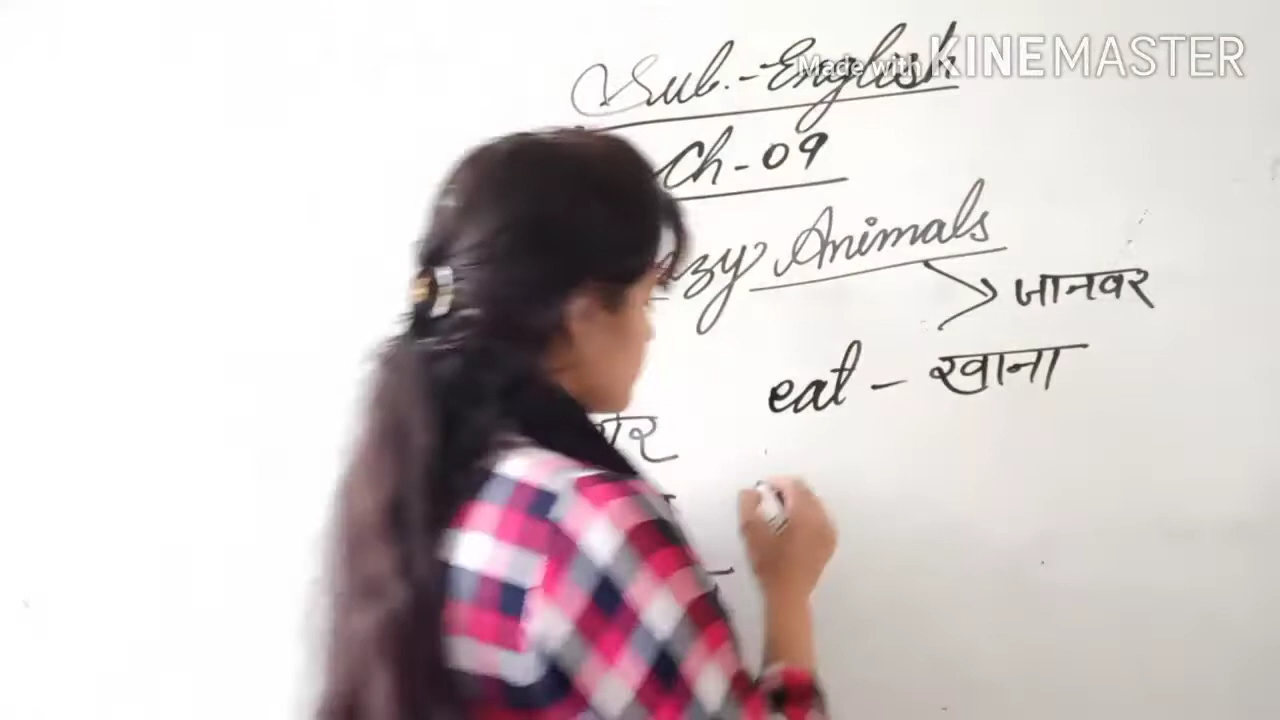 Sub.-English
Made with KINEMASTER
Ch-09
Animals
जानवर
eat - खाना